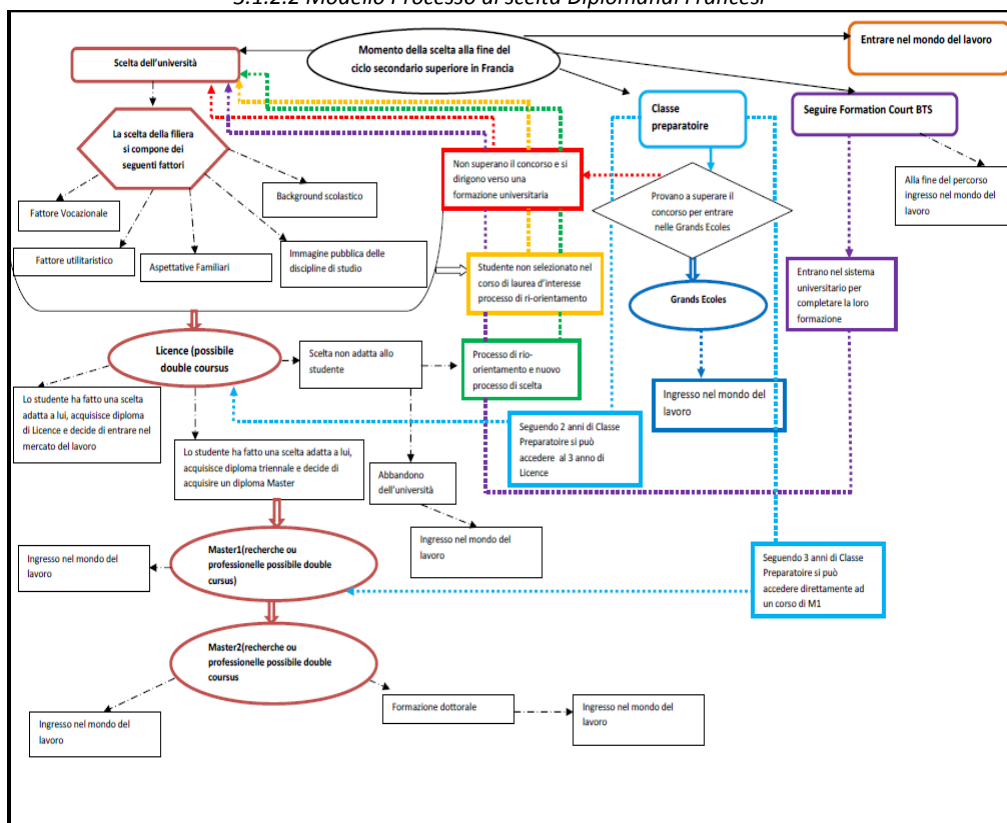 3.1.2.2 Modello Processo di scelta Diplomandi Francesi
Momento della scelta alla fine del
ciclo secondario superiore in Francia
Entrare nel mondo del lavoro
Scelta dell'università
Classe
preparatoire
Seguire Formation Court BTS
La scelta della filiera
si compone dei
seguenti fattori
Non superano il concorso e si
dirigono verso una
formazione universitaria
Provano a superare il
concorso per entrare
nelle Grands Ecoles
Alla fine del percorso
ingresso nel mondo del
lavoro
Background scolastico
Fattore Vocazionale
Fattore utilitaristico
Aspettative Familiari
Immagine pubblica delle
discipline di studio
Studente non selezionato nel
corso di laurea d'interesse
processo di ri-orientamento
Entrano nel sistema
universitario per
completare la loro
formazione
Grands Ecoles
Licence (possibile
double coursus
Scelta non adatta allo
studente
Processo di rio-
orientamento e nuovo
processo di scelta
Ingresso nel mondo del
lavoro
Lo studente ha fatto una scelta
adatta a lui, acquisisce diploma
di Licence e decide di entrare nel
mercato del lavoro
Seguendo 2 anni di Classe
Preparatoire si può
accedere al 3 anno di
Licence
Lo studente ha fatto una scelta adatta a lui,
acquisisce diploma triennale e decide di
acquisire un diploma Master
Abbandono
dell'università
Ingresso nel mondo del
lavoro
Master1(recherche ou
professionelle possibile double
cursus)
Ingresso nel mondo del
lavoro
Seguendo 3 anni di Classe
Preparatoire si può
accedere direttamente ad
un corso di M1
Master2(recherche ou
professionelle possibile double
coursus
Ingresso nel mondo del
lavoro
Formazione dottorale
Ingresso nel mondo del
lavoro